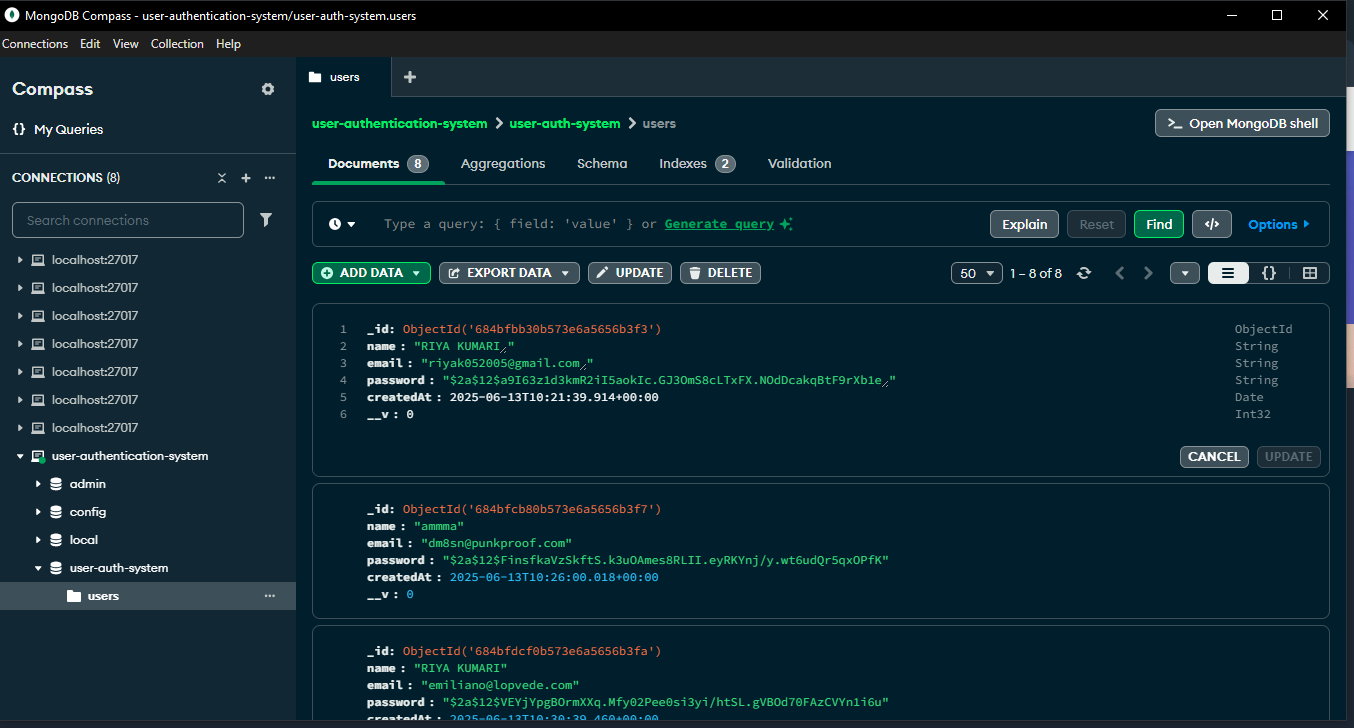 MongoDB Compass - user-authentication-system/user-auth-system.users
Connections Edit View Collection Help
Compass
{} My Queries
CONNECTIONS (8)
Search connections
localhost:27017
localhost:27017
localhost:27017
localhost:27017
localhost:27017
localhost:27017
localhost:27017
user-authentication-system
admin
config
local
user-auth-system
users
users
user-authentication-system > user-auth-system > users
>_ Open MongoDB shell
Documents 8 Aggregations Schema Indexes 2 Validation
Type a query: { field: 'value' } or Generate query
Explain Reset Find </> Options
ADD DATA EXPORT DATA UPDATE DELETE
50 1 – 8 of 8 {}
1 _id: ObjectId('684bfbb30b573e6a5656b3f3') ObjectId
2 name : "RIYA KUMARI" String
3 email : "riyak052005@gmail.com" String
4 password : "$2a$12$a9I63z1d3kmR2iI5aokIc.GJ3OmS8cLTxFX.NOdDcakqBtF9rXb1e" String
5 createdAt : 2025-06-13T10:21:39.914+00:00 Date
6 __v : 0 Int32
CANCEL UPDATE
_id: ObjectId('684bfcb80b573e6a5656b3f7')
name : "ammma"
email : "dm8sn@punkproof.com"
password : "$2a$12$FinsfkaVzSkftS.k3uOAmes8RLII.eyRKYnj/y.wt6udQr5qxOPfK"
createdAt : 2025-06-13T10:26:00.018+00:00
__v : 0
_id: ObjectId('684bfdcf0b573e6a5656b3fa')
name : "RIYA KUMARI"
email : "emiliano@lopvede.com"
password : "$2a$12$VEYjYpgBOrmXXq.Mfy02Pee0si3yi/htSL.gVBOd70FAzCVYn1i6u"
createdAt : 2025-06-13T10:30:39.460+00:00